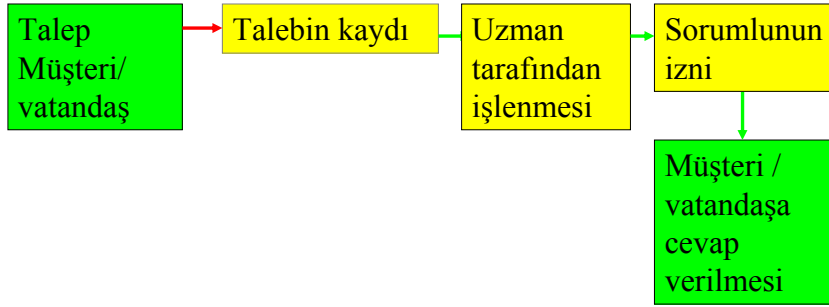 Talep
Müşteri/
vatandaş
Talebin kaydı
Uzman
tarafından
işlenmesi
Sorumlunun
izni
Müşteri /
vatandaşa
cevap
verilmesi